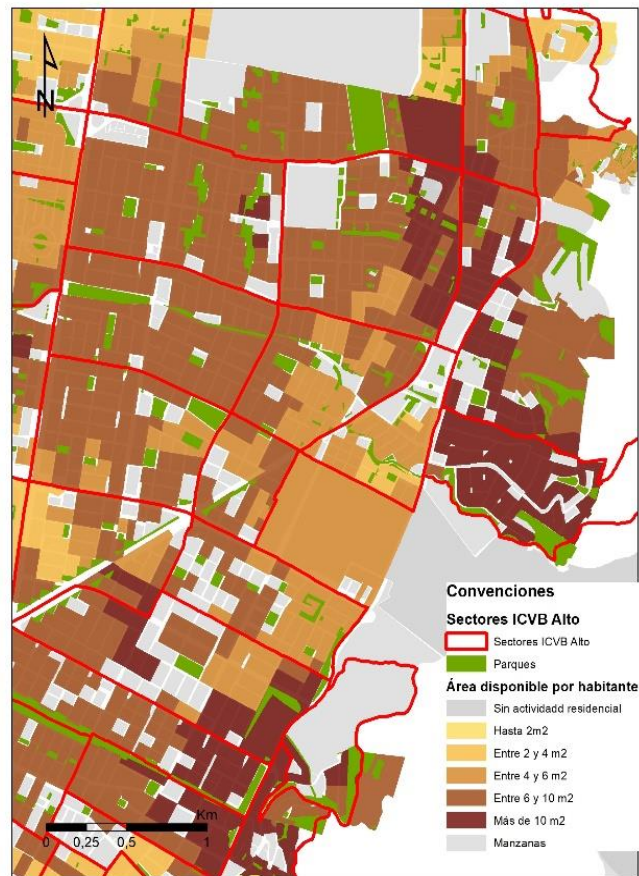 N
Convenciones
Sectores ICVB Alto
Sectores ICVB Alto
Parques
Área disponible por habitante
Sin actividadd residencial
Hasta 2m2
Entre 2 y 4 m2
Entre 4 y 6 m2
Entre 6 y 10 m2
Más de 10 m2
Manzanas
Km
0 0,25 0,5 1